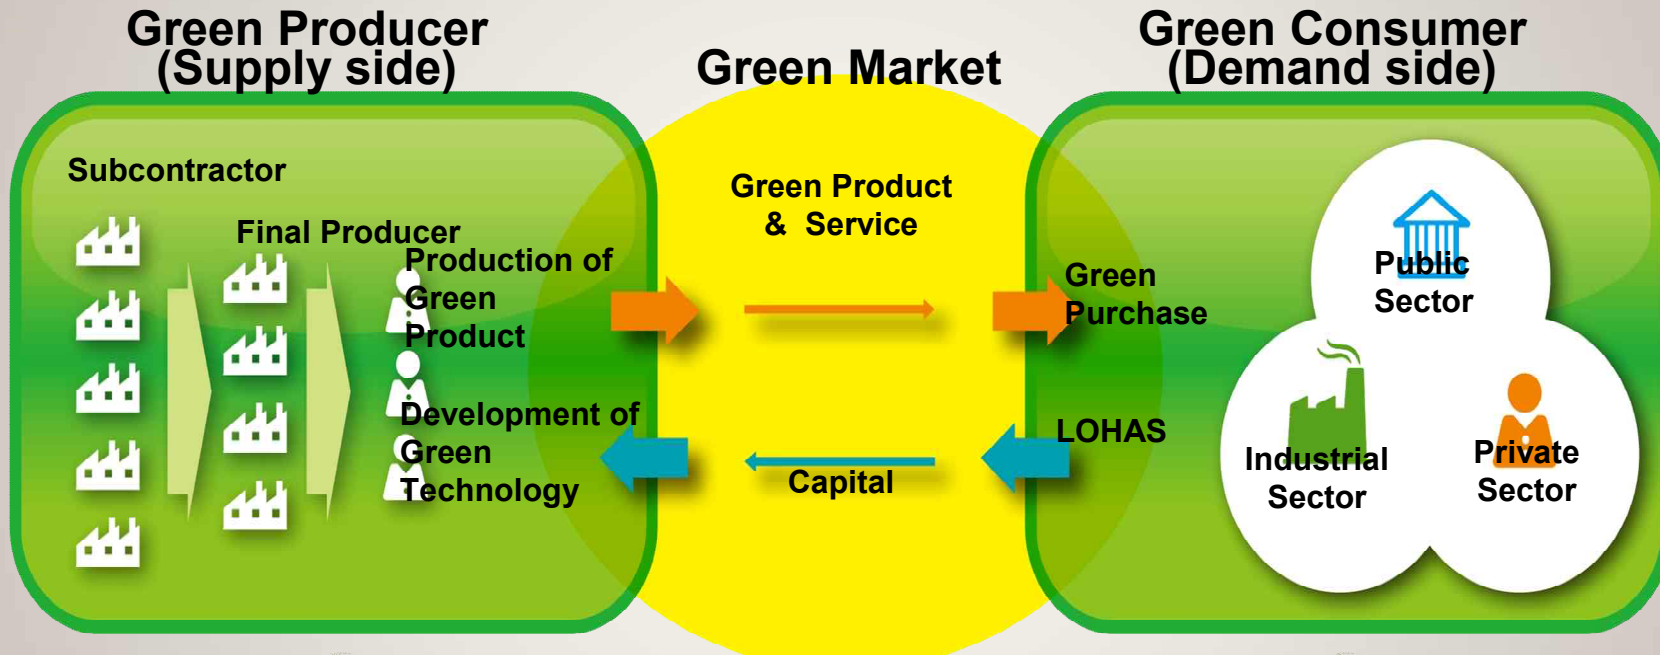 Green Producer
(Supply side)
Green Market
Green Consumer
(Demand side)
Subcontractor
Final Producer
Production of
Green
Product
Development of
Green
Technology
Green Product
& Service
Capital
Green
Purchase
LOHAS
Public
Sector
Industrial
Sector
Private
Sector